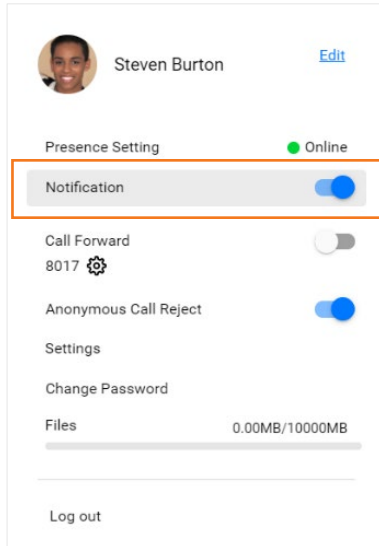 Steven Burton Edit
Presence Setting Online
Notification
Call Forward
8017
Anonymous Call Reject
Settings
Change Password
Files 0.00MB/10000MB
Log out